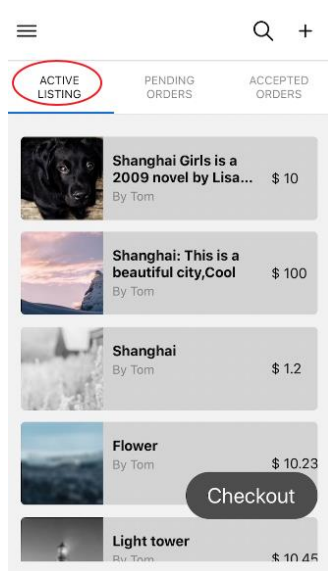 ACTIVE
LISTING
PENDING
ORDERS
ACCEPTED
ORDERS
Shanghai Girls is a
2009 novel by Lisa...
$ 10
By Tom
Shanghai: This is a
beautiful city,Cool
$ 100
By Tom
Shanghai
By Tom
$ 1.2
Flower
By Tom
$ 10.23
Checkout
Light tower
By Tom
$ 10.45